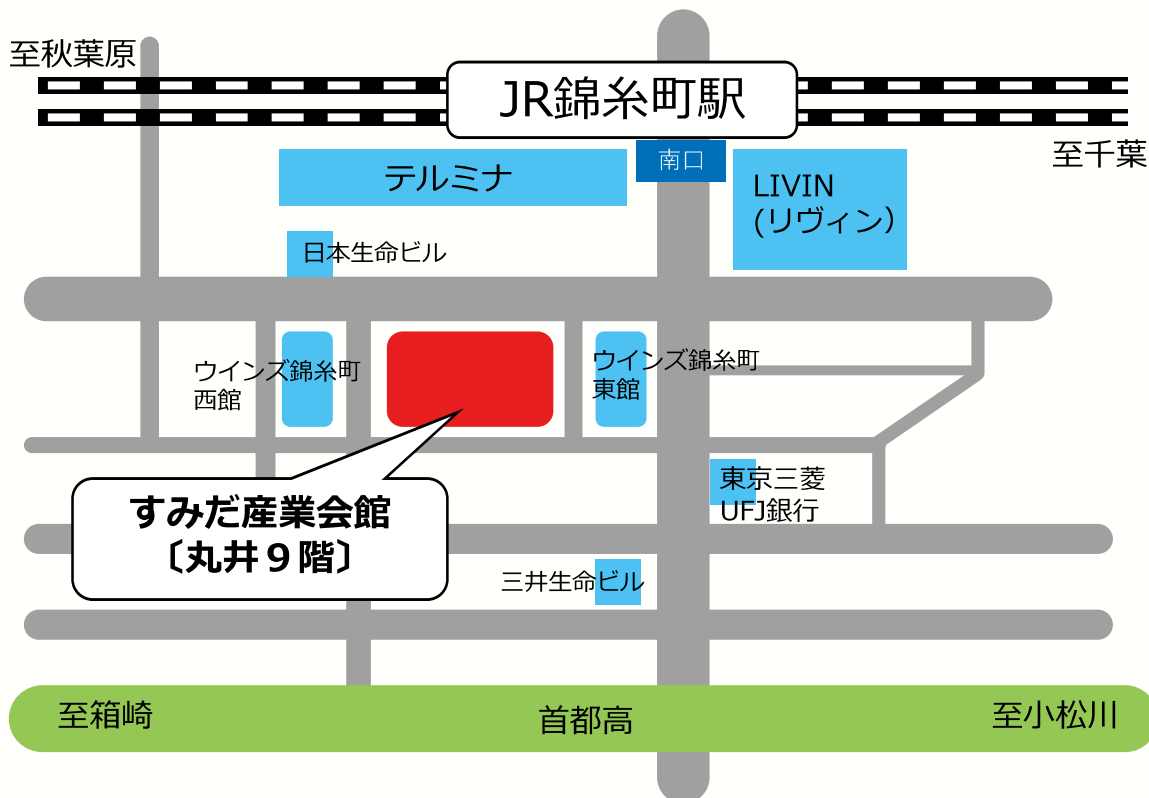 至秋葉原
JR錦糸町駅
至千葉
南口
テルミナ
LIVIN
(リヴィン）
日本生命ビル
ウインズ錦糸町
西館
ウインズ錦糸町
東館
東京三菱
UFJ銀行
すみだ産業会館
〔丸井９階〕
三井生命ビル
至箱崎
首都高
至小松川